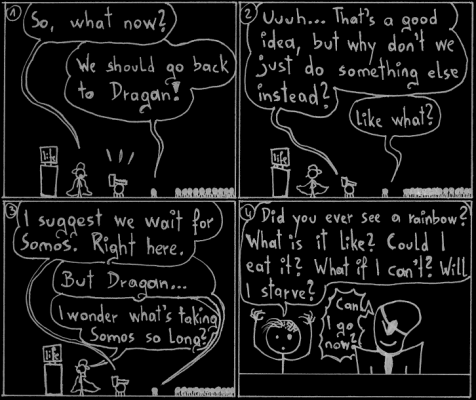 1
So, what now?
We should go back
to Dragan!
life
2
Uuuh... That's a good
idea, but why don't we
just do something else
instead?
Like what?
life
3
I suggest we wait for
Somos. Right here.
But Dragan...
I wonder what's taking
Somos so Long?
life
4
Did you ever see a rainbow?
What is it like? Could I
eat it? What if I can't? Will
I starve?
Can
I go
now?